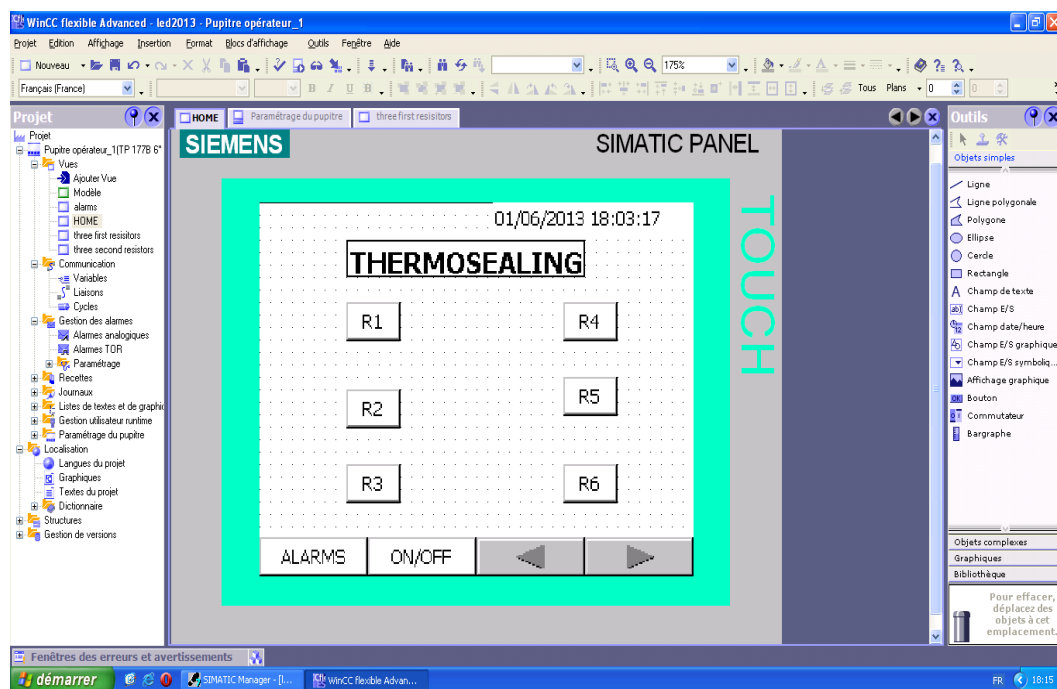 WinCC flexible Advanced - led2013 - Pupitre opérateur_1
Projet Edition Affichage Insertion Format Blocs d'affichage Outils Fenêtre Aide
Nouveau 175%
Français (France) B I U Tous Plans 0 0
Projet
HOME Paramétrage du pupitre three first resisitors
Outils
Projet
Pupitre opérateur_1(TP 177B 6"
Vues
Ajouter Vue
Modèle
alarms
HOME
three first resisitors
three second resistors
Communication
Variables
Liaisons
Cycles
Gestion des alarmes
Alarmes analogiques
Alarmes TOR
Paramétrage
Recettes
Journaux
Listes de textes et de graphic
Gestion utilisateur runtime
Paramétrage du pupitre
Localisation
Langues du projet
Graphiques
Textes du projet
Dictionnaire
Structures
Gestion de versions
SIEMENS SIMATIC PANEL
TOUCH
01/06/2013 18:03:17
THERMOSEALING
R1 R4
R2 R5
R3 R6
ALARMS ON/OFF
Objets simples
Ligne
Ligne polygonale
Polygone
Ellipse
Cercle
Rectangle
Champ de texte
Champ E/S
Champ date/heure
Champ E/S graphique
Champ E/S symboliq...
Affichage graphique
Bouton
Commutateur
Bargraphe
Objets complexes
Graphiques
Bibliothèque
Pour effacer,
déplacez des
objets à cet
emplacement.
Fenêtres des erreurs et avertissements
démarrer SIMATIC Manager - [L... WinCC flexible Advan... FR 18:15